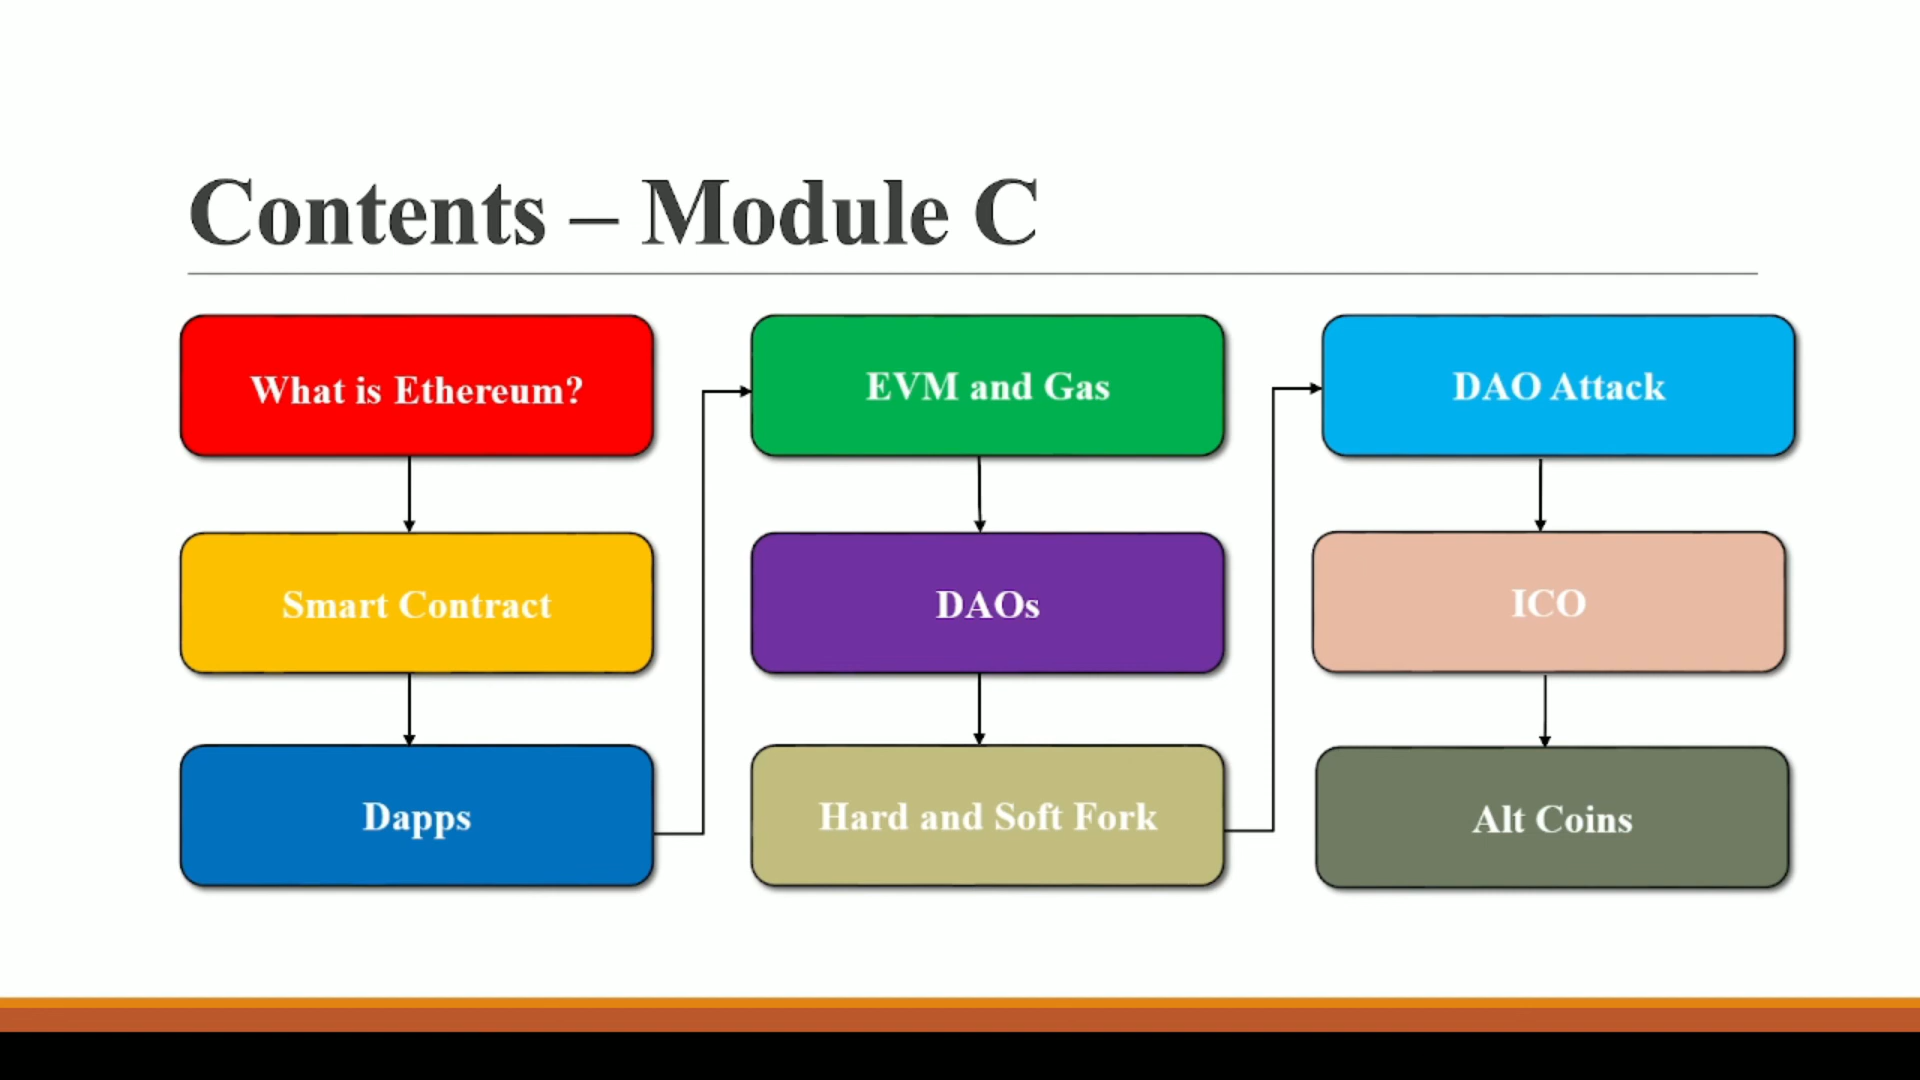 Contents – Module C
What is Ethereum?
Smart Contract
Dapps
EVM and Gas
DAOs
Hard and Soft Fork
DAO Attack
ICO
Alt Coins